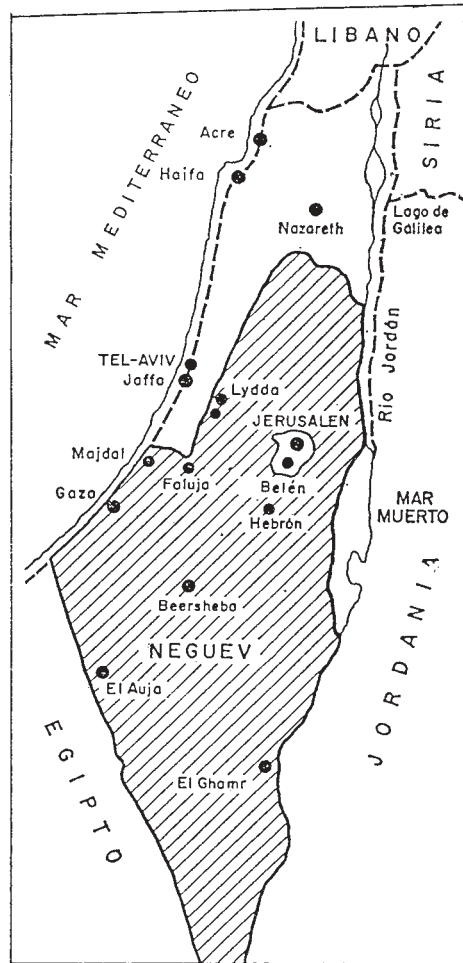 LIBANO
MAR MEDITERRANEO
SIRIA
Acre
Haifa
Nazareth
Lago de
Galilea
Río Jordán
TEL-AVIV
Jaffa
Lydda
JERUSALEN
Majdal
Faluja
Belén
Gaza
Hebrón
MAR
MUERTO
Beersheba
NEGUEV
JORDANIA
El Auja
EGIPTO
El Ghamr